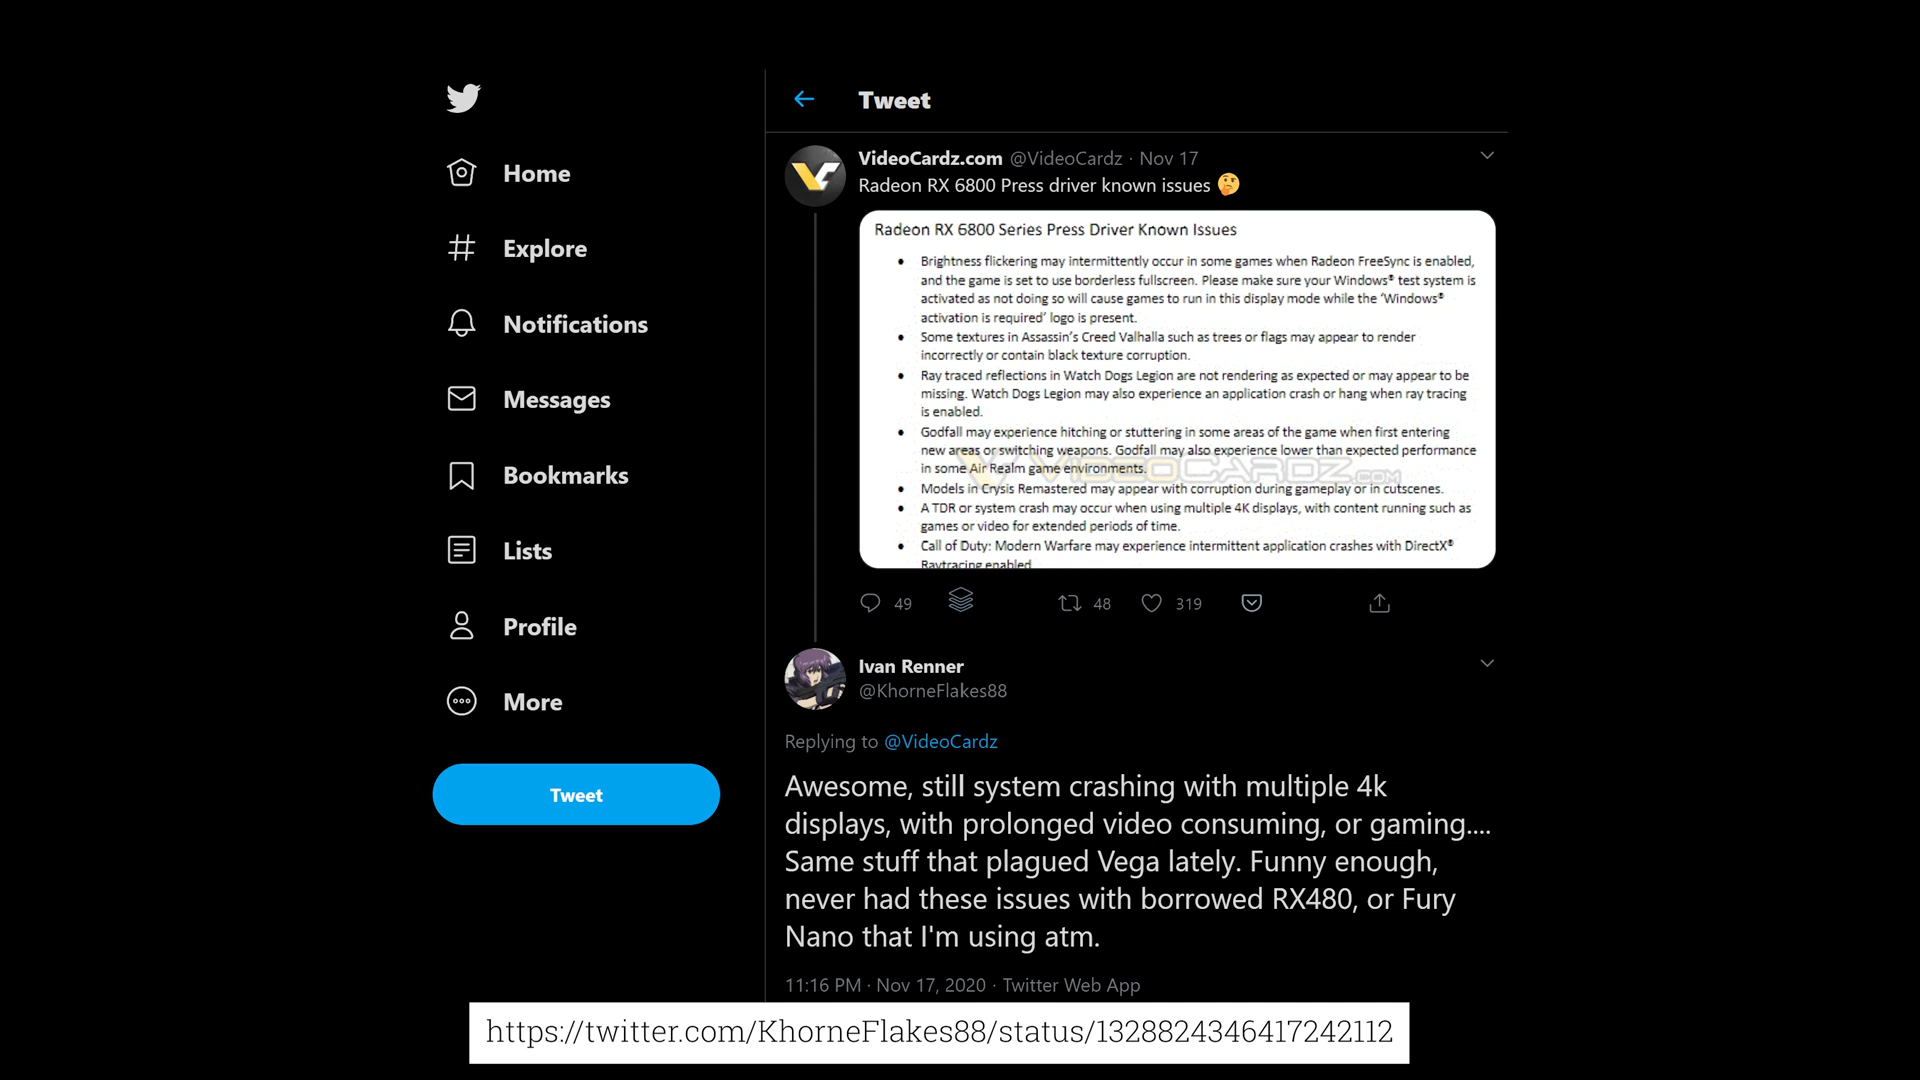 Tweet
Home
Explore
Notifications
Messages
Bookmarks
Lists
Profile
More
Tweet
VideoCardz.com @VideoCardz · Nov 17
Radeon RX 6800 Press driver known issues 🤔
Radeon RX 6800 Series Press Driver Known Issues
• Brightness flickering may intermittently occur in some games when Radeon FreeSync is enabled,
and the game is set to use borderless fullscreen. Please make sure your Windows® test system is
activated as not doing so will cause games to run in this display mode while the ‘Windows®
activation is required’ logo is present.
• Some textures in Assassin’s Creed Valhalla such as trees or flags may appear to render
incorrectly or contain black texture corruption.
• Ray traced reflections in Watch Dogs Legion are not rendering as expected or may appear to be
missing. Watch Dogs Legion may also experience an application crash or hang when ray tracing
is enabled.
• Godfall may experience hitching or stuttering in some areas of the game when first entering
new areas or switching weapons. Godfall may also experience lower than expected performance
in some Air Realm game environments.
VIDEOCARDZ.COM
• Models in Crysis Remastered may appear with corruption during gameplay or in cutscenes.
• A TDR or system crash may occur when using multiple 4K displays, with content running such as
games or video for extended periods of time.
• Call of Duty: Modern Warfare may experience intermittent application crashes with DirectX®
Raytracing enabled
49 48 319
Ivan Renner
@KhorneFlakes88
Replying to @VideoCardz
Awesome, still system crashing with multiple 4k
displays, with prolonged video consuming, or gaming....
Same stuff that plagued Vega lately. Funny enough,
never had these issues with borrowed RX480, or Fury
Nano that I'm using atm.
11:16 PM · Nov 17, 2020 · Twitter Web App
https://twitter.com/KhorneFlakes88/status/1328824346417242112